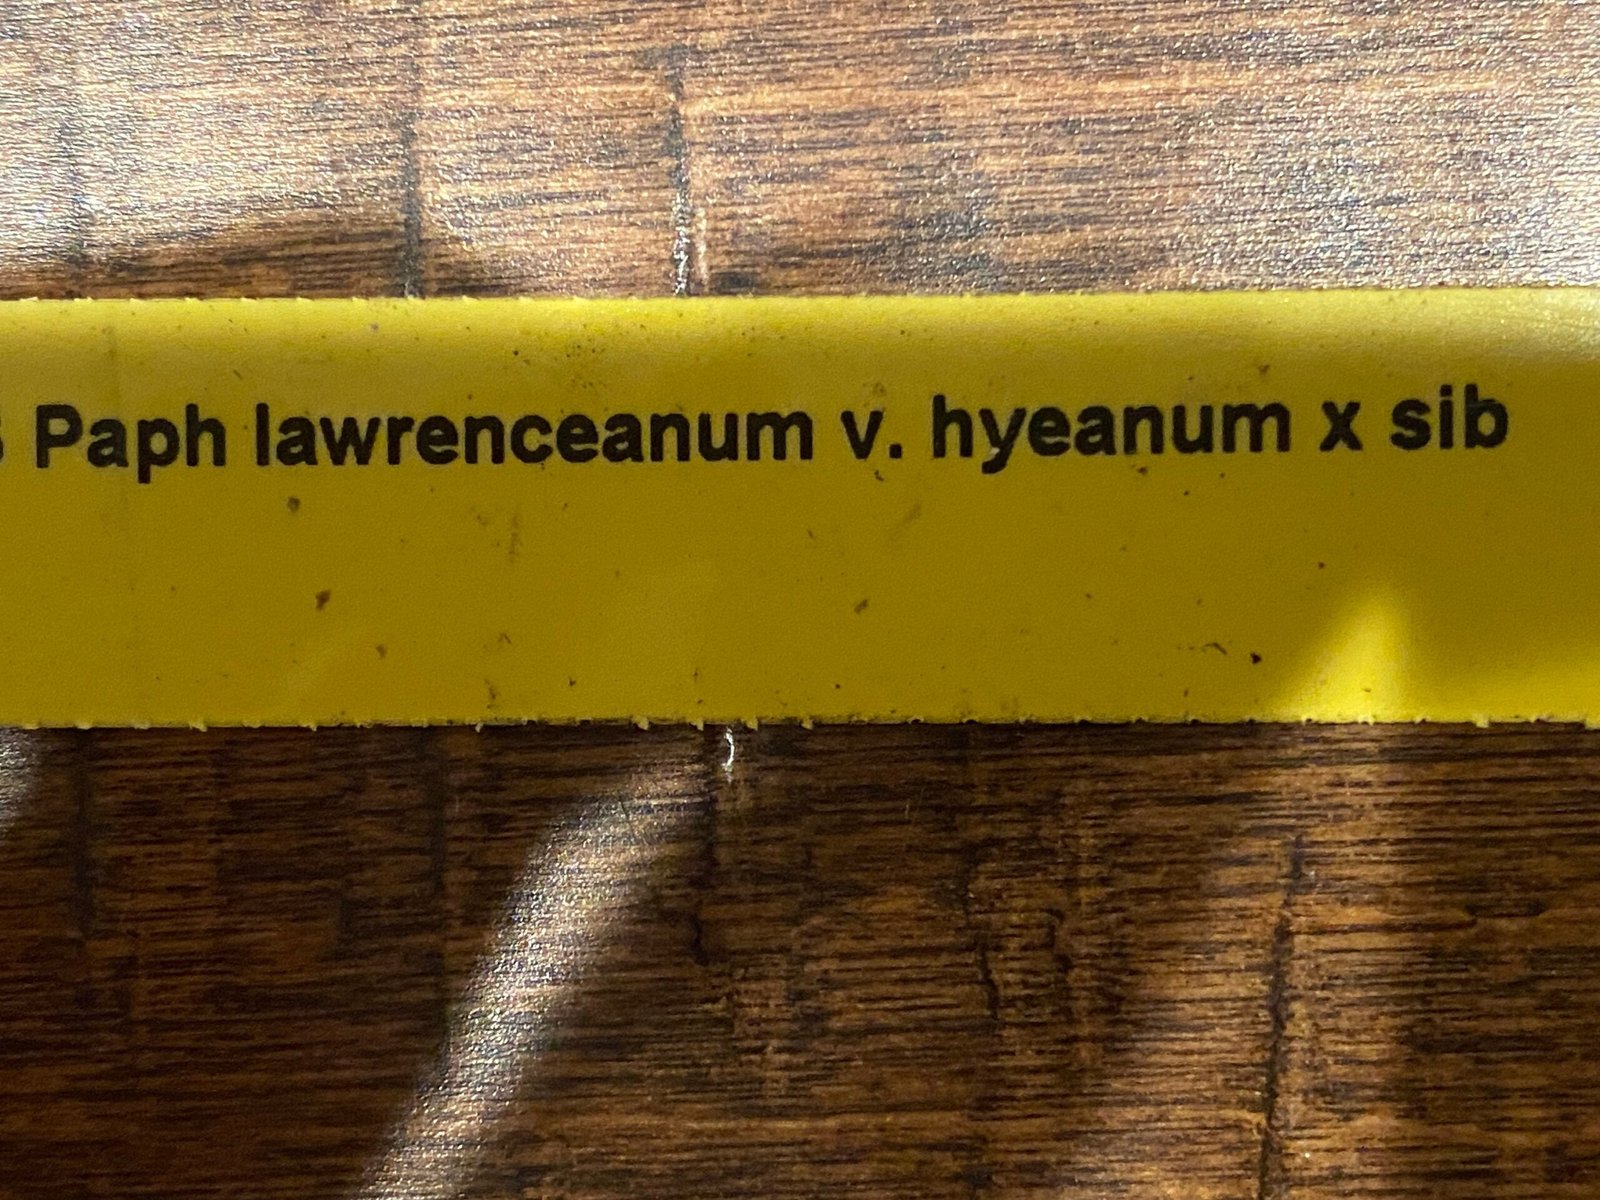 Paph lawrenceanum v. hyeanum x sib